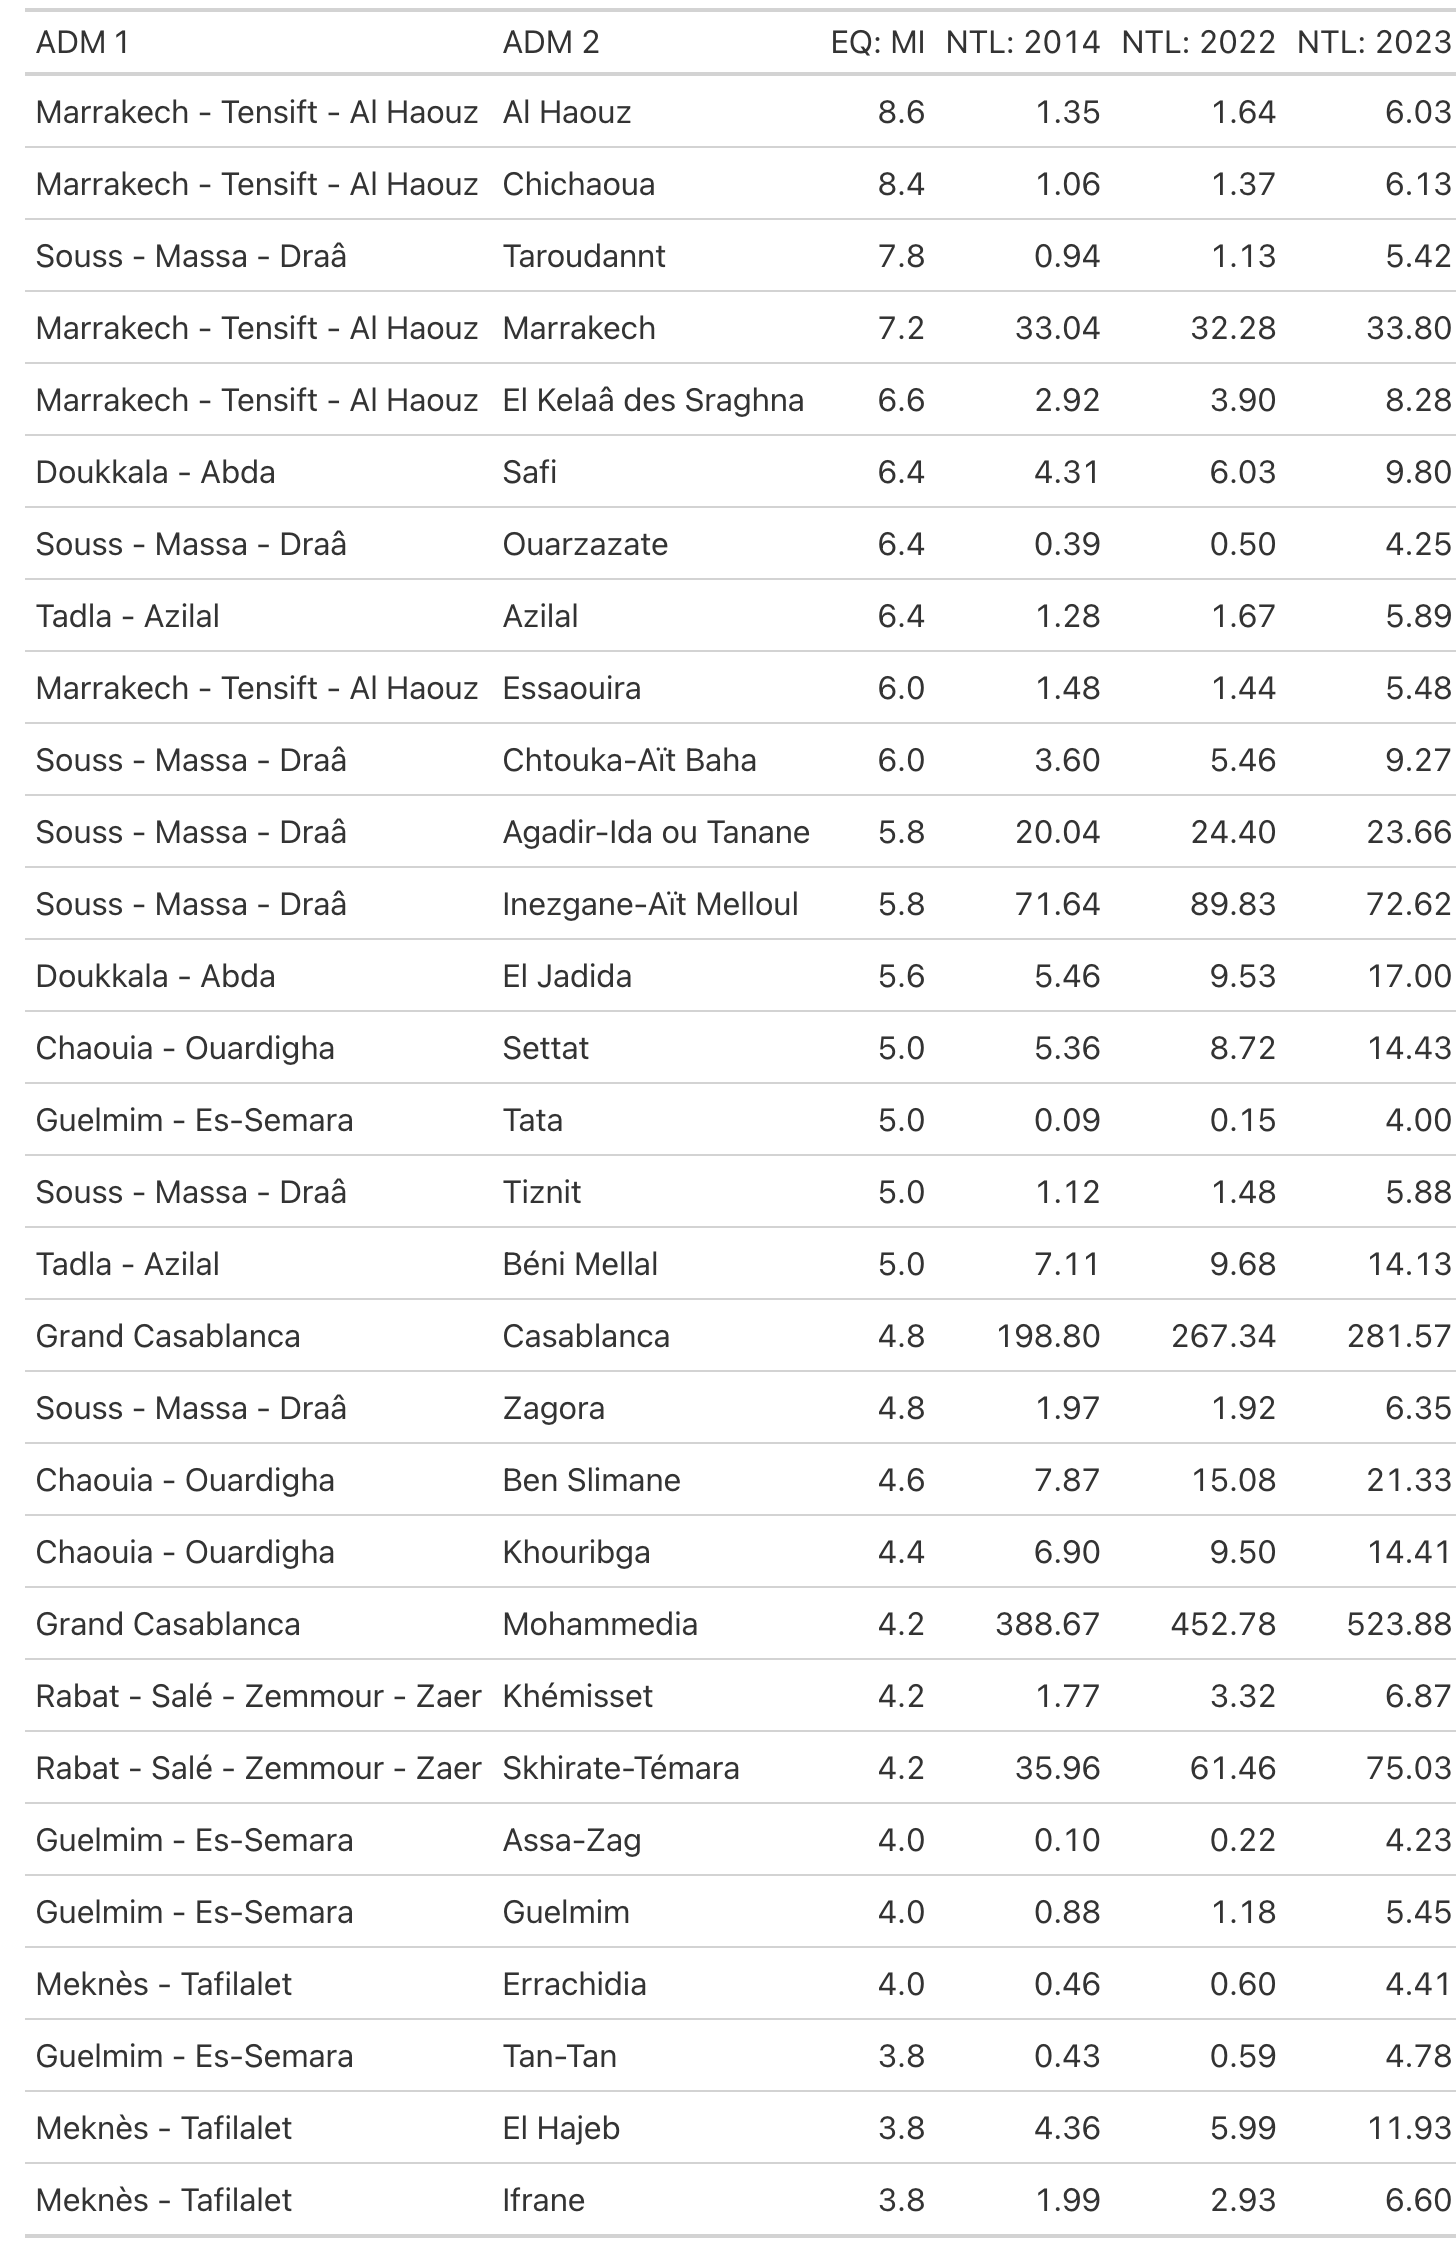 ADM 1 ADM 2 EQ: MI NTL: 2014 NTL: 2022 NTL: 2023
Marrakech - Tensift - Al Haouz Al Haouz 8.6 1.35 1.64 6.03
Marrakech - Tensift - Al Haouz Chichaoua 8.4 1.06 1.37 6.13
Souss - Massa - Draâ Taroudannt 7.8 0.94 1.13 5.42
Marrakech - Tensift - Al Haouz Marrakech 7.2 33.04 32.28 33.80
Marrakech - Tensift - Al Haouz El Kelaâ des Sraghna 6.6 2.92 3.90 8.28
Doukkala - Abda Safi 6.4 4.31 6.03 9.80
Souss - Massa - Draâ Ouarzazate 6.4 0.39 0.50 4.25
Tadla - Azilal Azilal 6.4 1.28 1.67 5.89
Marrakech - Tensift - Al Haouz Essaouira 6.0 1.48 1.44 5.48
Souss - Massa - Draâ Chtouka-Aït Baha 6.0 3.60 5.46 9.27
Souss - Massa - Draâ Agadir-Ida ou Tanane 5.8 20.04 24.40 23.66
Souss - Massa - Draâ Inezgane-Aït Melloul 5.8 71.64 89.83 72.62
Doukkala - Abda El Jadida 5.6 5.46 9.53 17.00
Chaouia - Ouardigha Settat 5.0 5.36 8.72 14.43
Guelmim - Es-Semara Tata 5.0 0.09 0.15 4.00
Souss - Massa - Draâ Tiznit 5.0 1.12 1.48 5.88
Tadla - Azilal Béni Mellal 5.0 7.11 9.68 14.13
Grand Casablanca Casablanca 4.8 198.80 267.34 281.57
Souss - Massa - Draâ Zagora 4.8 1.97 1.92 6.35
Chaouia - Ouardigha Ben Slimane 4.6 7.87 15.08 21.33
Chaouia - Ouardigha Khouribga 4.4 6.90 9.50 14.41
Grand Casablanca Mohammedia 4.2 388.67 452.78 523.88
Rabat - Salé - Zemmour - Zaer Khémisset 4.2 1.77 3.32 6.87
Rabat - Salé - Zemmour - Zaer Skhirate-Témara 4.2 35.96 61.46 75.03
Guelmim - Es-Semara Assa-Zag 4.0 0.10 0.22 4.23
Guelmim - Es-Semara Guelmim 4.0 0.88 1.18 5.45
Meknès - Tafilalet Errachidia 4.0 0.46 0.60 4.41
Guelmim - Es-Semara Tan-Tan 3.8 0.43 0.59 4.78
Meknès - Tafilalet El Hajeb 3.8 4.36 5.99 11.93
Meknès - Tafilalet Ifrane 3.8 1.99 2.93 6.60